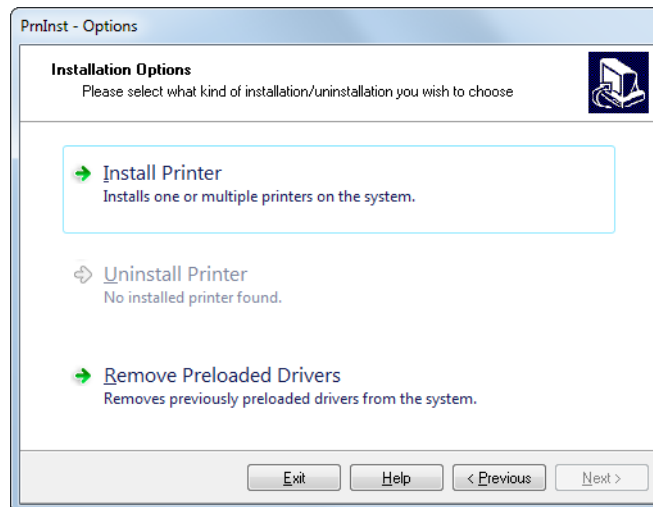 PrnInst - Options
Installation Options
Please select what kind of installation/uninstallation you wish to choose
Install Printer
Installs one or multiple printers on the system.
Uninstall Printer
No installed printer found.
Remove Preloaded Drivers
Removes previously preloaded drivers from the system.
Exit Help < Previous Next >